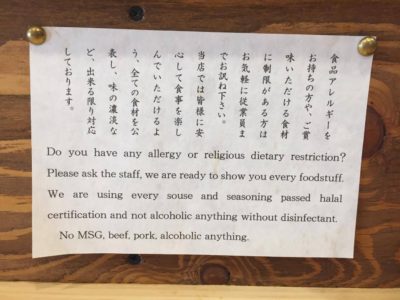 食品アレルギーを
お持ちの方や、ご賞
味いただける食材
に制限がある方は
お気軽に従業員ま
でお訊ね下さい。
当店では皆様に安
心して食事を楽し
んでいただけるよ
う、全ての食材を公
表し、味の濃淡な
ど、出来る限り対応
しております。
Do you have any allergy or religious dietary restriction?
Please ask the staff, we are ready to show you every foodstuff.
We are using every souse and seasoning passed halal
certification and not alcoholic anything without disinfectant.
No MSG, beef, pork, alcoholic anything.